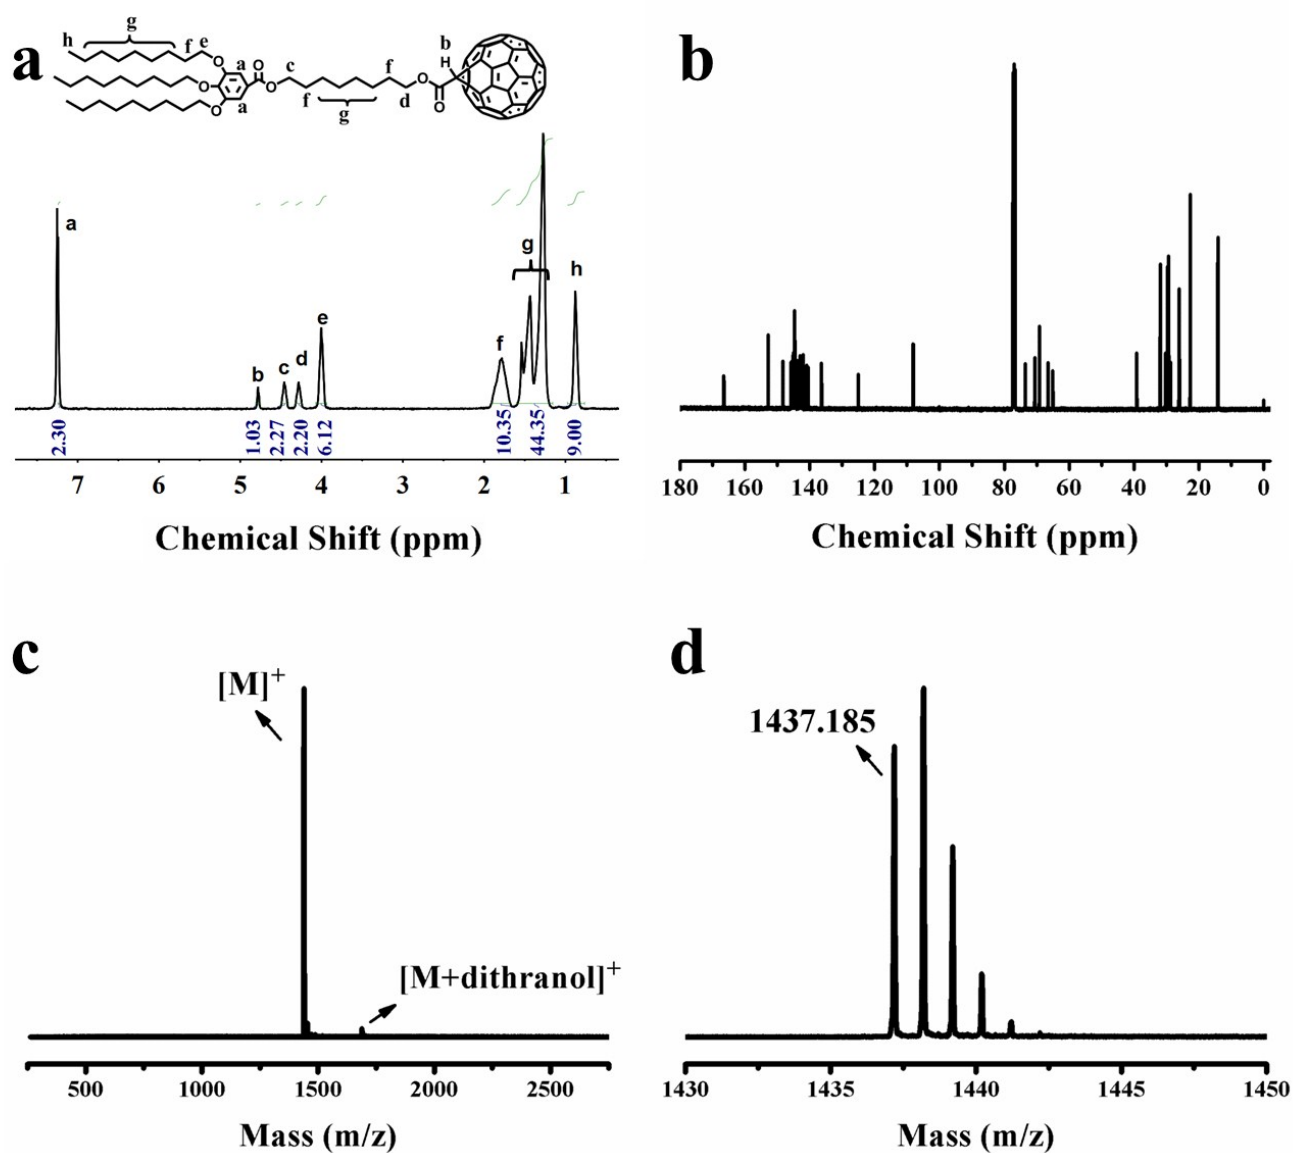 a
g
h
f
e
O
a
O
c
f
b
H
O
O
O
O
a
f
g
d
O
O
a
b
c
d
e
f
g
h
2.30
1.03
2.27
2.20
6.12
10.35
44.35
9.00
7 6 5 4 3 2 1
Chemical Shift (ppm)
b
180 160 140 120 100 80 60 40 20 0
Chemical Shift (ppm)
c
[M]+
[M+dithranol]+
500 1000 1500 2000 2500
Mass (m/z)
d
1437.185
1430 1435 1440 1445 1450
Mass (m/z)